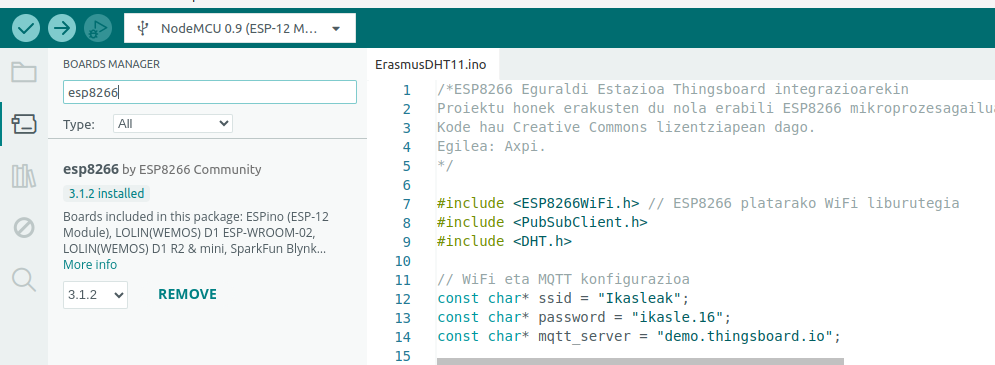 NodeMCU 0.9 (ESP-12 M...
BOARDS MANAGER
esp8266
Type: All
esp8266 by ESP8266 Community
3.1.2 installed
Boards included in this package: ESPino (ESP-12
Module), LOLIN(WEMOS) D1 ESP-WROOM-02,
LOLIN(WEMOS) D1 R2 & mini, SparkFun Blynk...
More info
3.1.2 REMOVE
ErasmusDHT11.ino
1 /*ESP8266 Eguraldi Estazioa Thingsboard integrazioarekin
2 Proiektu honek erakusten du nola erabili ESP8266 mikroprozesagailua
3 Kode hau Creative Commons lizentziapean dago.
4 Egilea: Axpi.
5 */
6
7 #include <ESP8266WiFi.h> // ESP8266 platarako WiFi liburutegia
8 #include <PubSubClient.h>
9 #include <DHT.h>
10
11 // WiFi eta MQTT konfigurazioa
12 const char* ssid = "Ikasleak";
13 const char* password = "ikasle.16";
14 const char* mqtt_server = "demo.thingsboard.io";
15